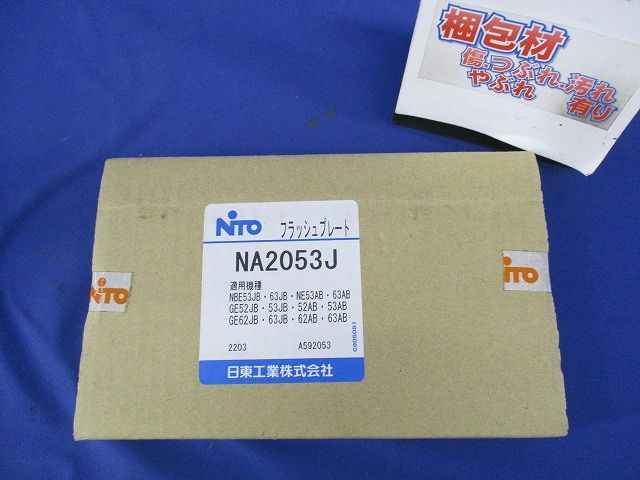 梱包材
傷・つぶれ・汚れ
やぶれ 有り
NITO フラッシュプレート
NA2053J
適用機種
NBE53JB・63JB・NE53AB・63AB
GE52JB・53JB・52AB・53AB
GE62JB・63JB・62AB・63AB
2203 A592053
0905091
日東工業株式会社
NITO
NITO